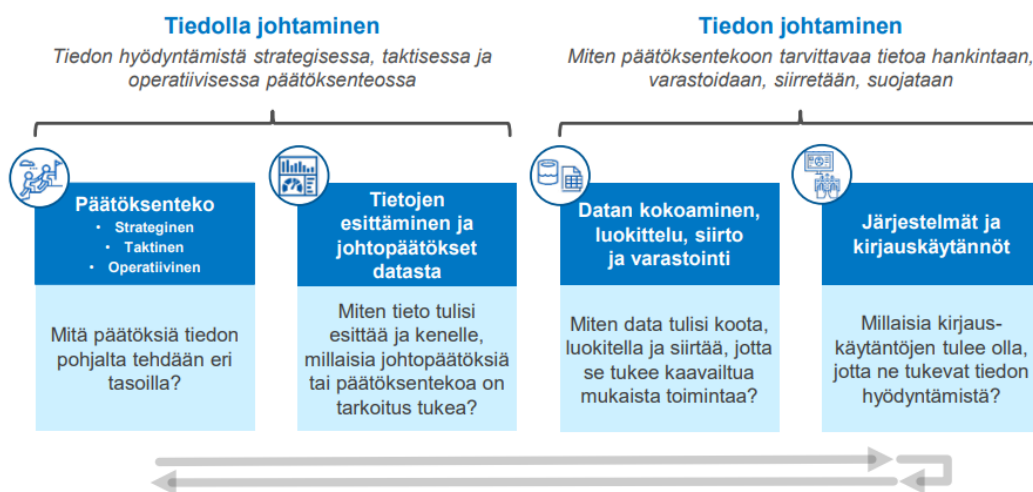 Tiedolla johtaminen
Tiedon hyödyntämistä strategisessa, taktisessa ja
operatiivisessa päätöksenteossa
Tiedon johtaminen
Miten päätöksentekoon tarvittavaa tietoa hankintaan,
varastoidaan, siirretään, suojataan
Päätöksenteko
• Strateginen
• Taktinen
• Operatiivinen
Mitä päätöksiä tiedon
pohjalta tehdään eri
tasoilla?
Tietojen
esittäminen ja
johtopäätökset
datasta
Miten tieto tulisi
esittää ja kenelle,
millaisia johtopäätöksiä
tai päätöksentekoa on
tarkoitus tukea?
Datan kokoaminen,
luokittelu, siirto
ja varastointi
Miten data tulisi koota,
luokitella ja siirtää, jotta
se tukee kaavailtua
mukaista toimintaa?
Järjestelmät ja
kirjauskäytännöt
Millaisia kirjaus-
käytäntöjen tulee olla,
jotta ne tukevat tiedon
hyödyntämistä?